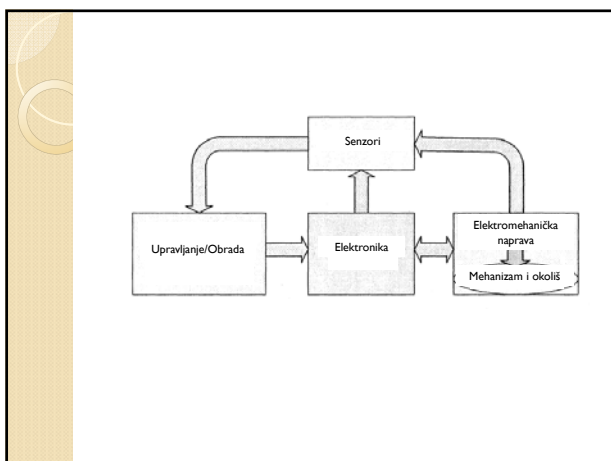 Senzori
Upravljanje/Obrada
Elektronika
Elektromehanička
naprava
Mehanizam i okoliš